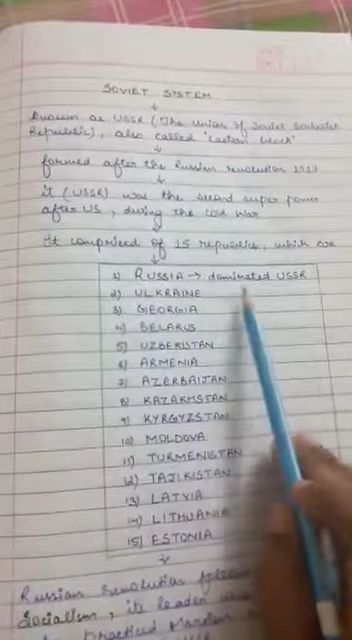 SOVIET SYSTEM
Known as USSR (The Union of Soviet Socialist
Republic), also called 'Eastern block'
formed after the Russian revolution 1917
it (USSR) was the second super power
after US, during the cold war
It comprised of 15 republics, which are
1) RUSSIA → dominated USSR
2) ULKRAINE
3) GEORGIA
4) BELARUS
5) UZBEKISTAN
6) ARMENIA
7) AZERBAIJAN
8) KAZAKHSTAN
9) KYRGYZSTAN
10) MOLDOVA
11) TURMENISTAN
12) TAJIKISTAN
13) LATVIA
14) LITHUANIA
15) ESTONIA
Russian revolution follow
Socialism, its leader
Practiced Marxism